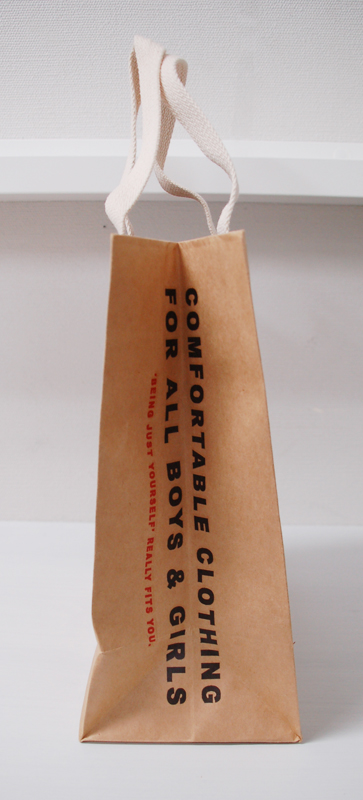 COMFORTABLE CLOTHING
FOR ALL BOYS & GIRLS
"BEING JUST YOURSELF" REALLY FITS YOU.